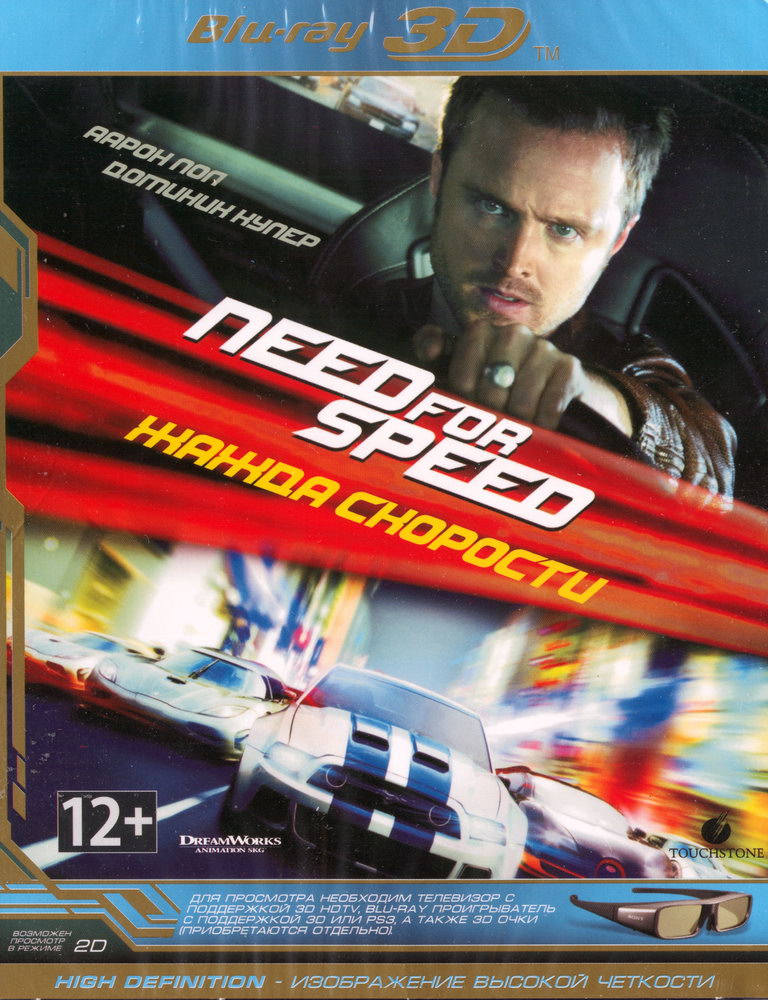 Blu-ray 3D TM
ААРОН ПОЛ
ДОМИНИК КУПЕР
NEED FOR
SPEED
ЖАЖДА СКОРОСТИ
12+
DREAMWORKS
ANIMATION SKG
TOUCHSTONE
ДЛЯ ПРОСМОТРА НЕОБХОДИМ ТЕЛЕВИЗОР С
ПОДДЕРЖКОЙ 3D HDTV, BLU-RAY ПРОИГРЫВАТЕЛЬ
С ПОДДЕРЖКОЙ 3D ИЛИ PS3, А ТАКЖЕ 3D ОЧКИ
(ПРИОБРЕТАЮТСЯ ОТДЕЛЬНО).
SONY
ВОЗМОЖЕН
ПРОСМОТР
В РЕЖИМЕ 2D
HIGH DEFINITION - ИЗОБРАЖЕНИЕ ВЫСОКОЙ ЧЕТКОСТИ